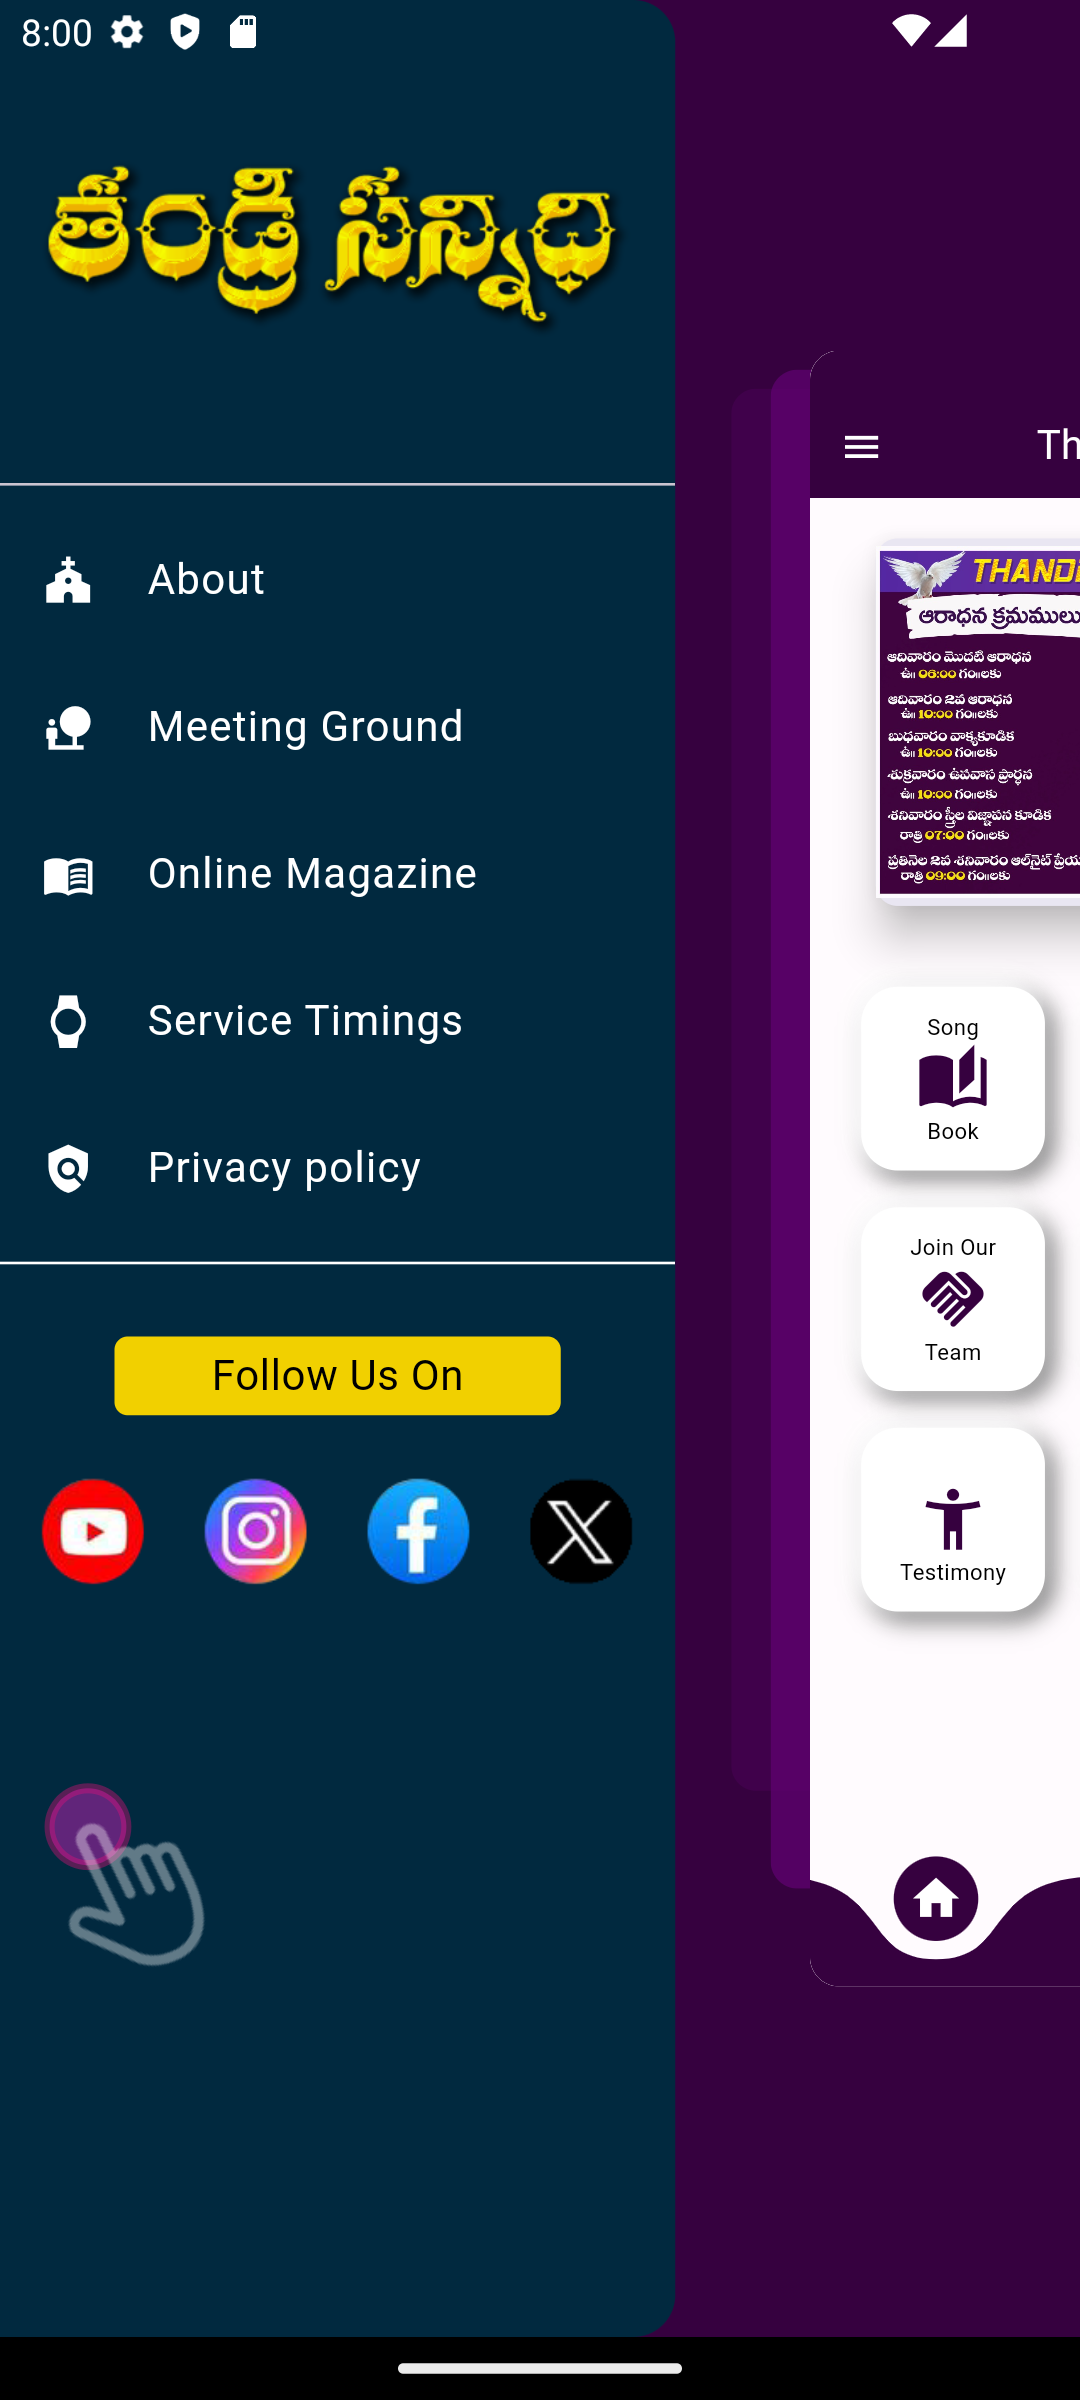 8:00
తండ్రి సన్నిధి
About
Meeting Ground
Online Magazine
Service Timings
Privacy policy
Follow Us On
Th
THAND
ఆరాధన క్రమములు
ఆదివారం మొదటి ఆరాధన
ఉ॥ 06:00 గం॥లకు
ఆదివారం 2వ ఆరాధన
ఉ॥ 10:00 గం॥లకు
బుధవారం వాక్యకూడిక
ఉ॥ 10:00 గం॥లకు
శుక్రవారం ఉపవాస ప్రార్థన
ఉ॥ 10:00 గం॥లకు
శనివారం స్త్రీల విజ్ఞాపన కూడిక
రాత్రి 07:00 గం॥లకు
ప్రతినెల 2వ శనివారం ఆల్‌నైట్ ప్రేయ
రాత్రి 09:00 గం॥లకు
Song
Book
Join Our
Team
Testimony